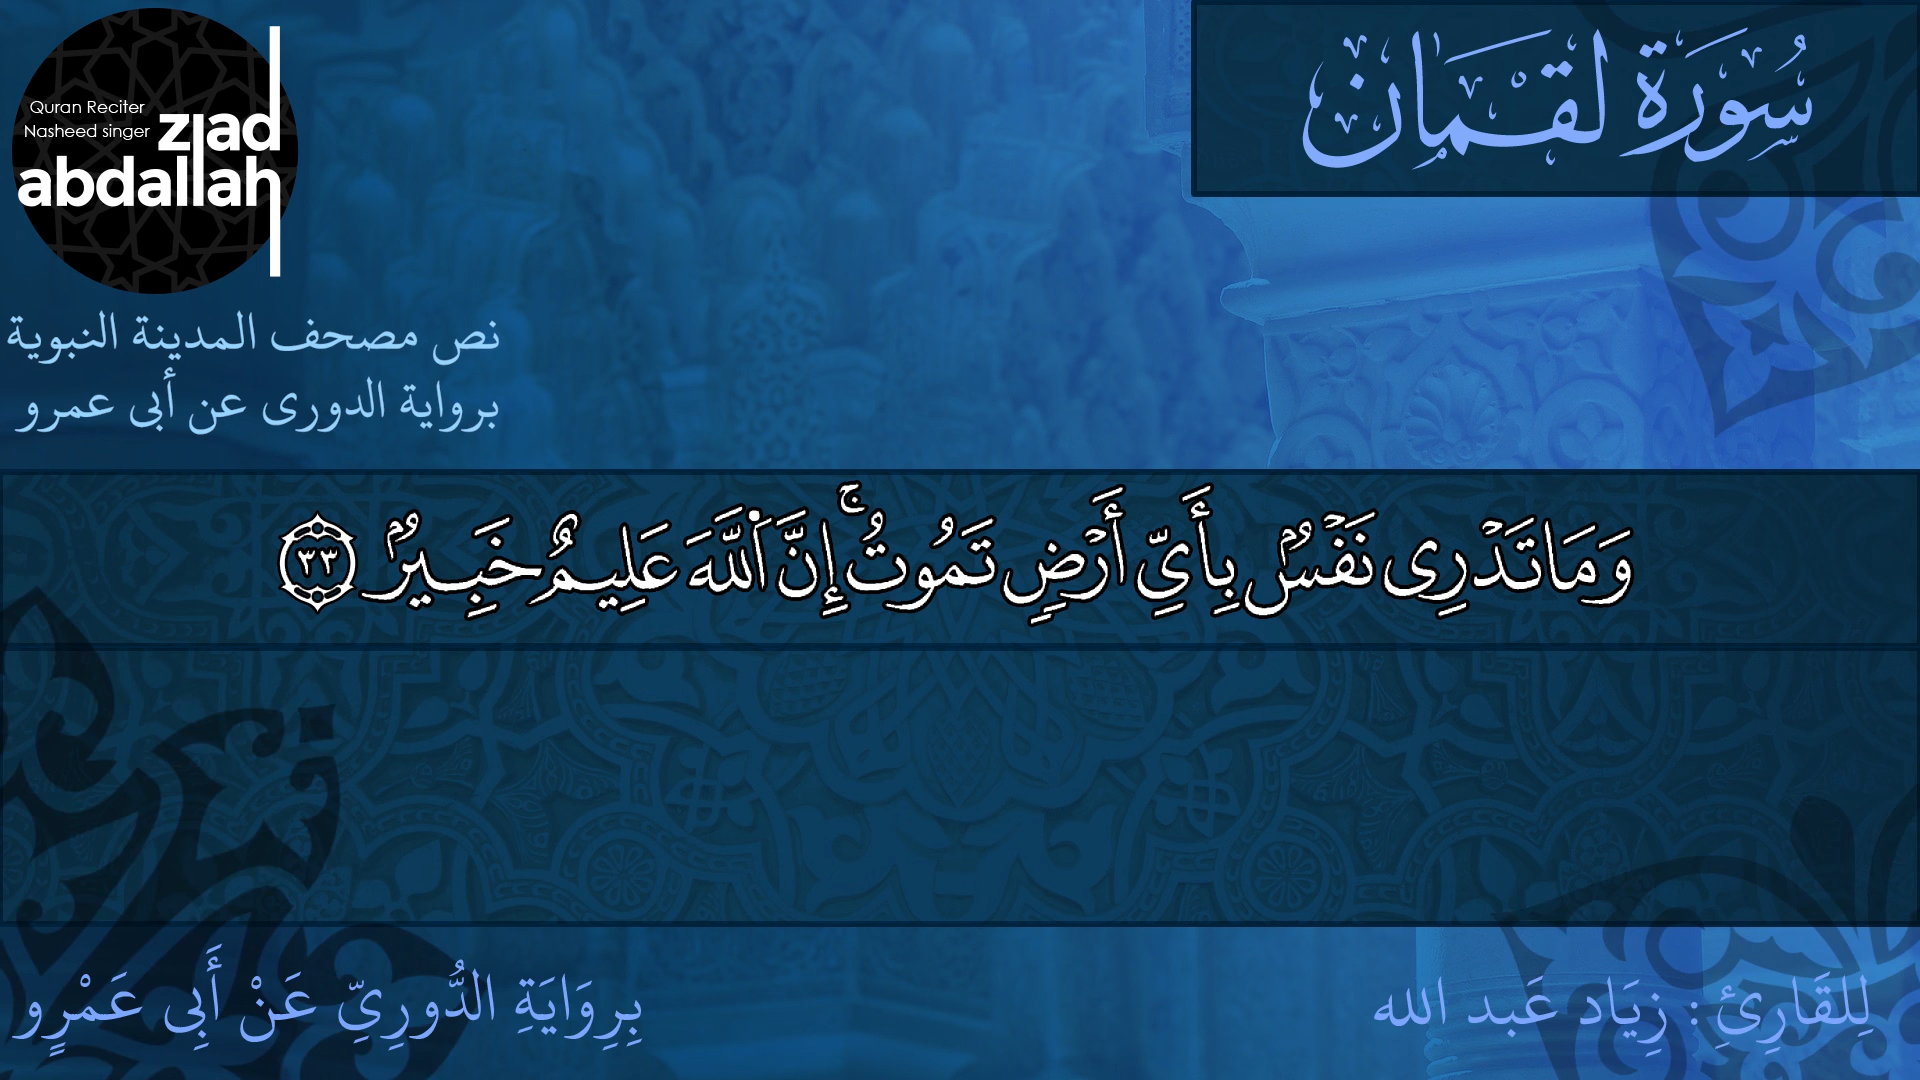 Quran Reciter
Nasheed singer
ziad
abdallah
سُورَة لُقۡمَان
نص مصحف المدينة النبوية
برواية الدورى عن أبى عمرو
وَمَا تَدۡرِى نَفۡسُۢ بِأَيِّ أَرۡضٖ تَمُوتُۚ إِنَّ اَ۬للَّهَ عَلِيمٌ خَبِيرٞ ٣٣
بِرِوَايَةِ الدُّورِىِّ عَنْ أَبِى عَمْرٍو
لِلقَارِئِ : زِيَاد عَبد الله